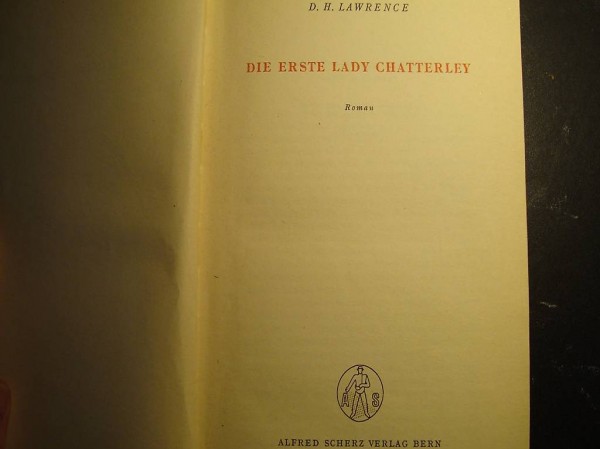 D. H. LAWRENCE
DIE ERSTE LADY CHATTERLEY
Roman
A S
ALFRED SCHERZ VERLAG BERN